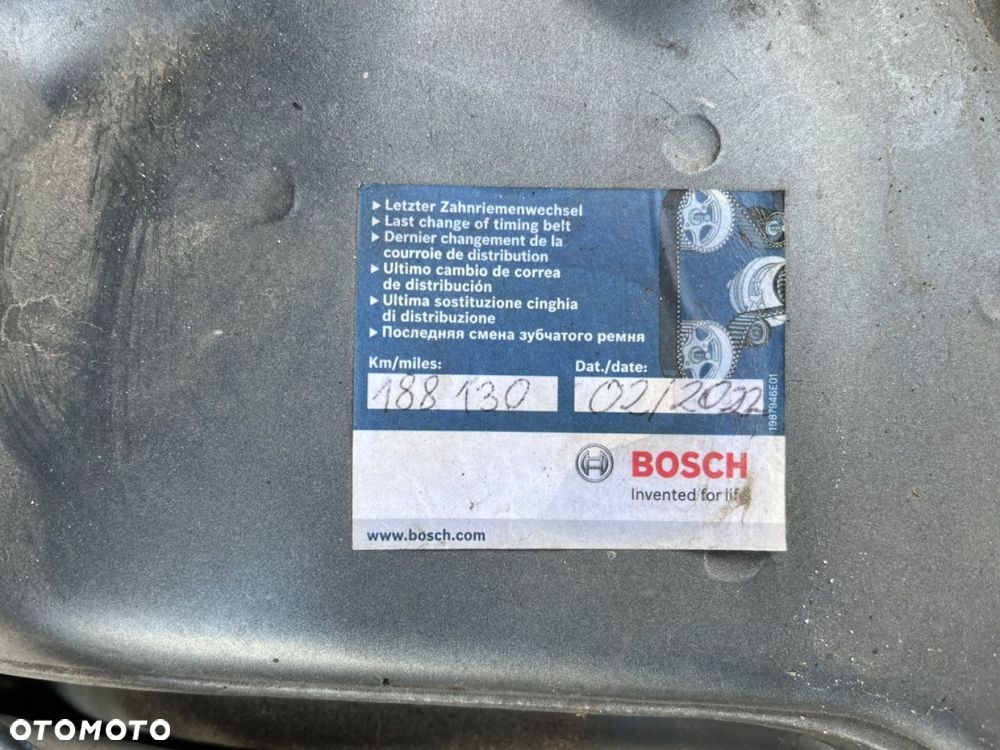 ▶ Letzter Zahnriemenwechsel
▶ Last change of timing belt
▶ Dernier changement de la
courroie de distribution
▶ Ultimo cambio de correa
de distribución
▶ Ultima sostituzione cinghia
di distribuzione
▶ Последняя смена зубчатого ремня
Km/miles: Dat./date:
188 130 02/2022
1987946E01
BOSCH
Invented for life
www.bosch.com
OTOMOTO